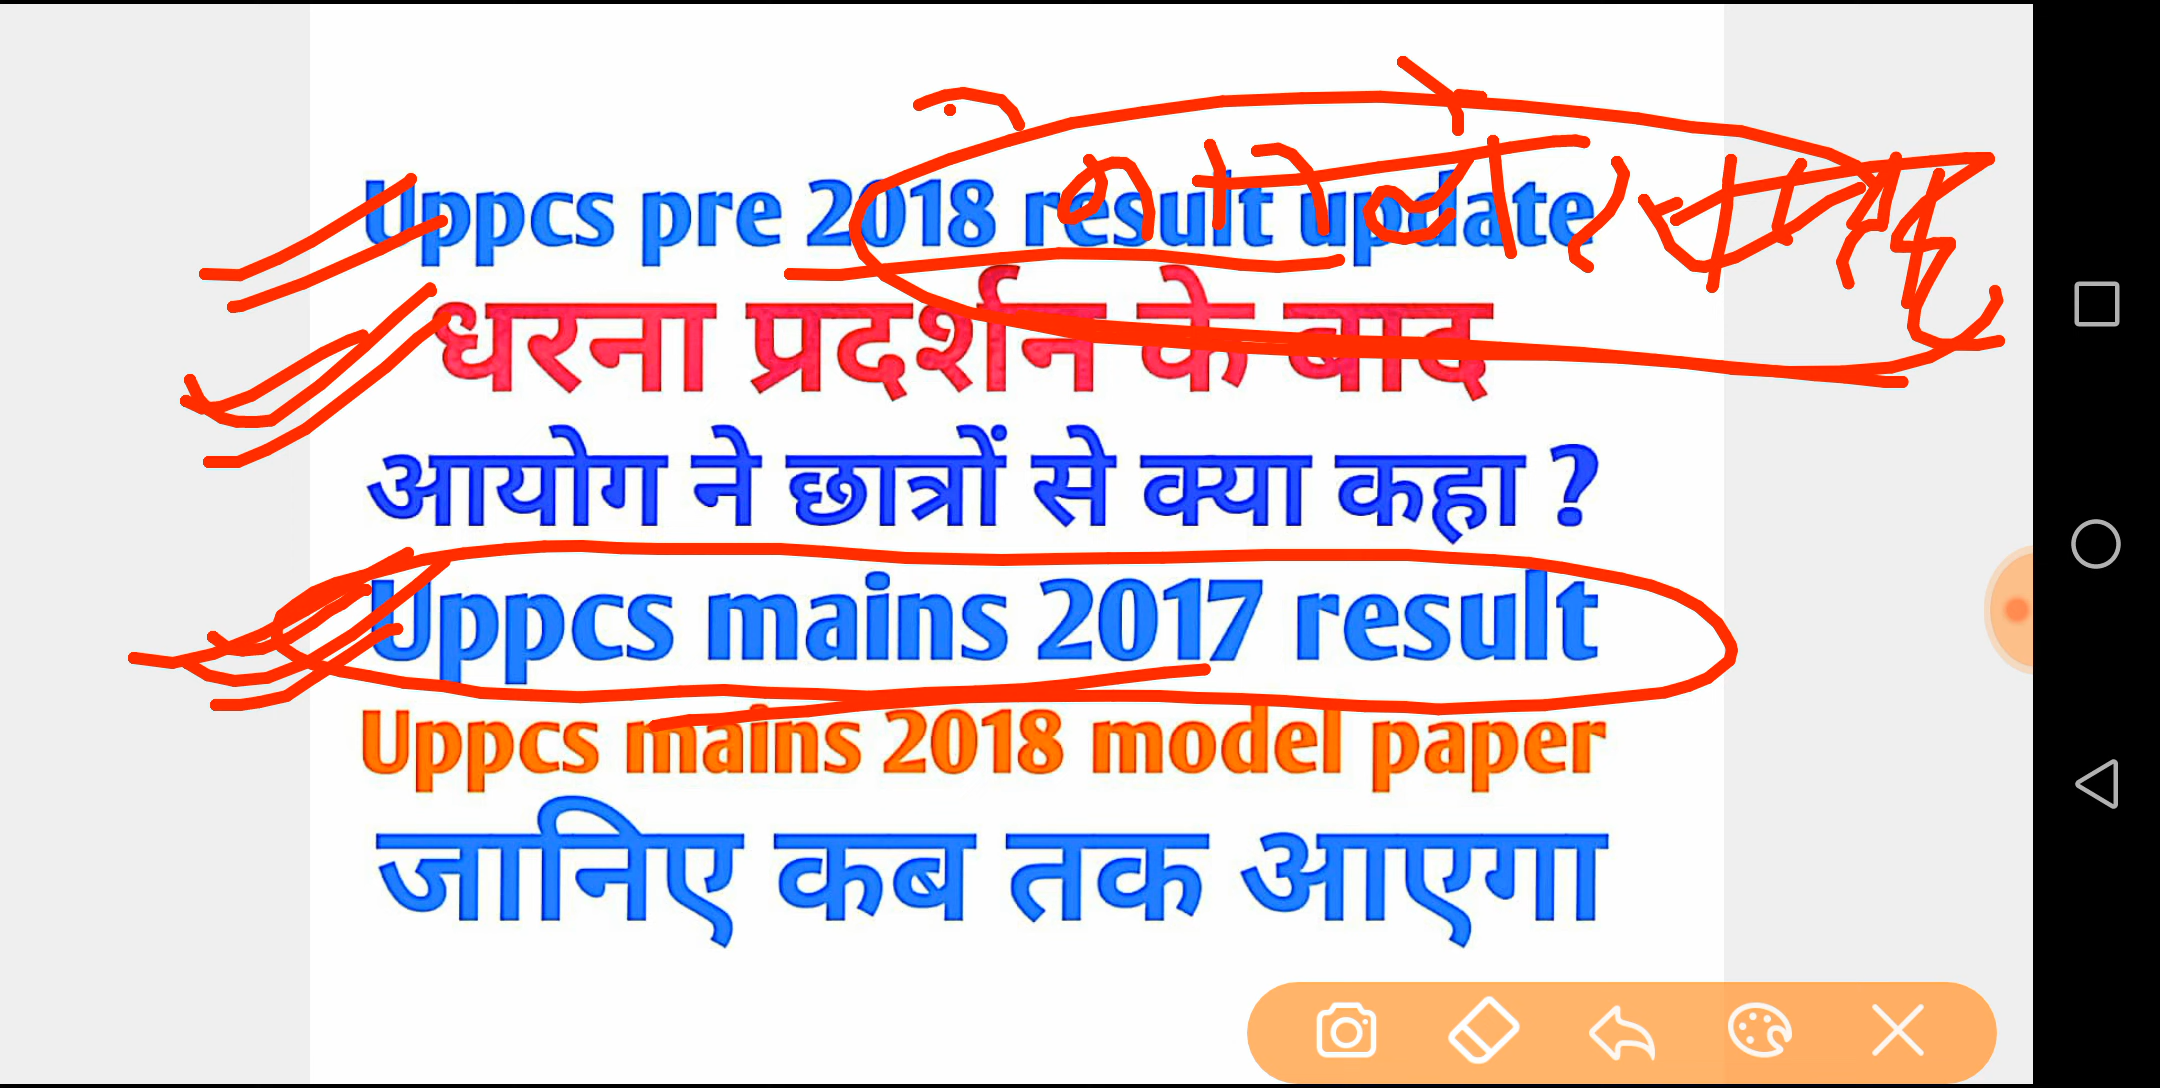 Uppcs pre 2018 result update
धरना प्रदर्शन के बाद
आयोग ने छात्रों से क्या कहा ?
Uppcs mains 2017 result
Uppcs mains 2018 model paper
जानिए कब तक आएगा